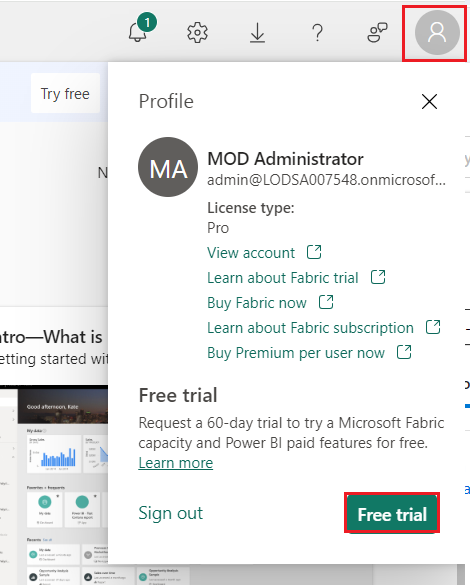 1
Try free
Profile
N
MA
MOD Administrator
admin@LODSA007548.onmicrosof...
License type:
Pro
View account
Learn about Fabric trial
Buy Fabric now
Learn about Fabric subscription
Buy Premium per user now
ntro—What is
etting started with
Good afternoon, Kate
Free trial
Request a 60-day trial to try a Microsoft Fabric
capacity and Power BI paid features for free.
Learn more
Sign out
Free trial